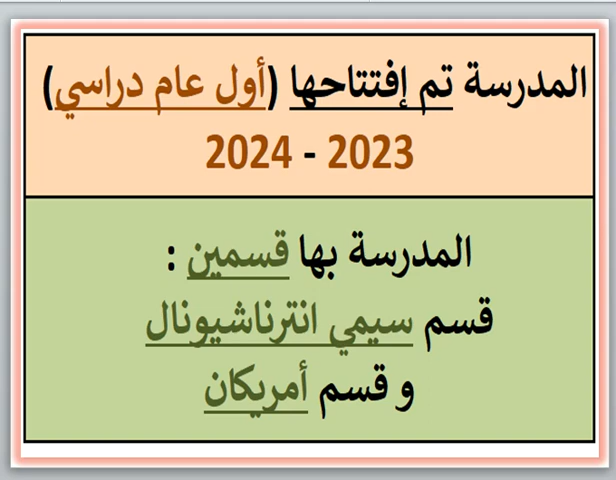 المدرسة تم إفتتاحها (أول عام دراسي)
2023 - 2024
المدرسة بها قسمين :
قسم سيمي انترناشيونال
و قسم أمريكان